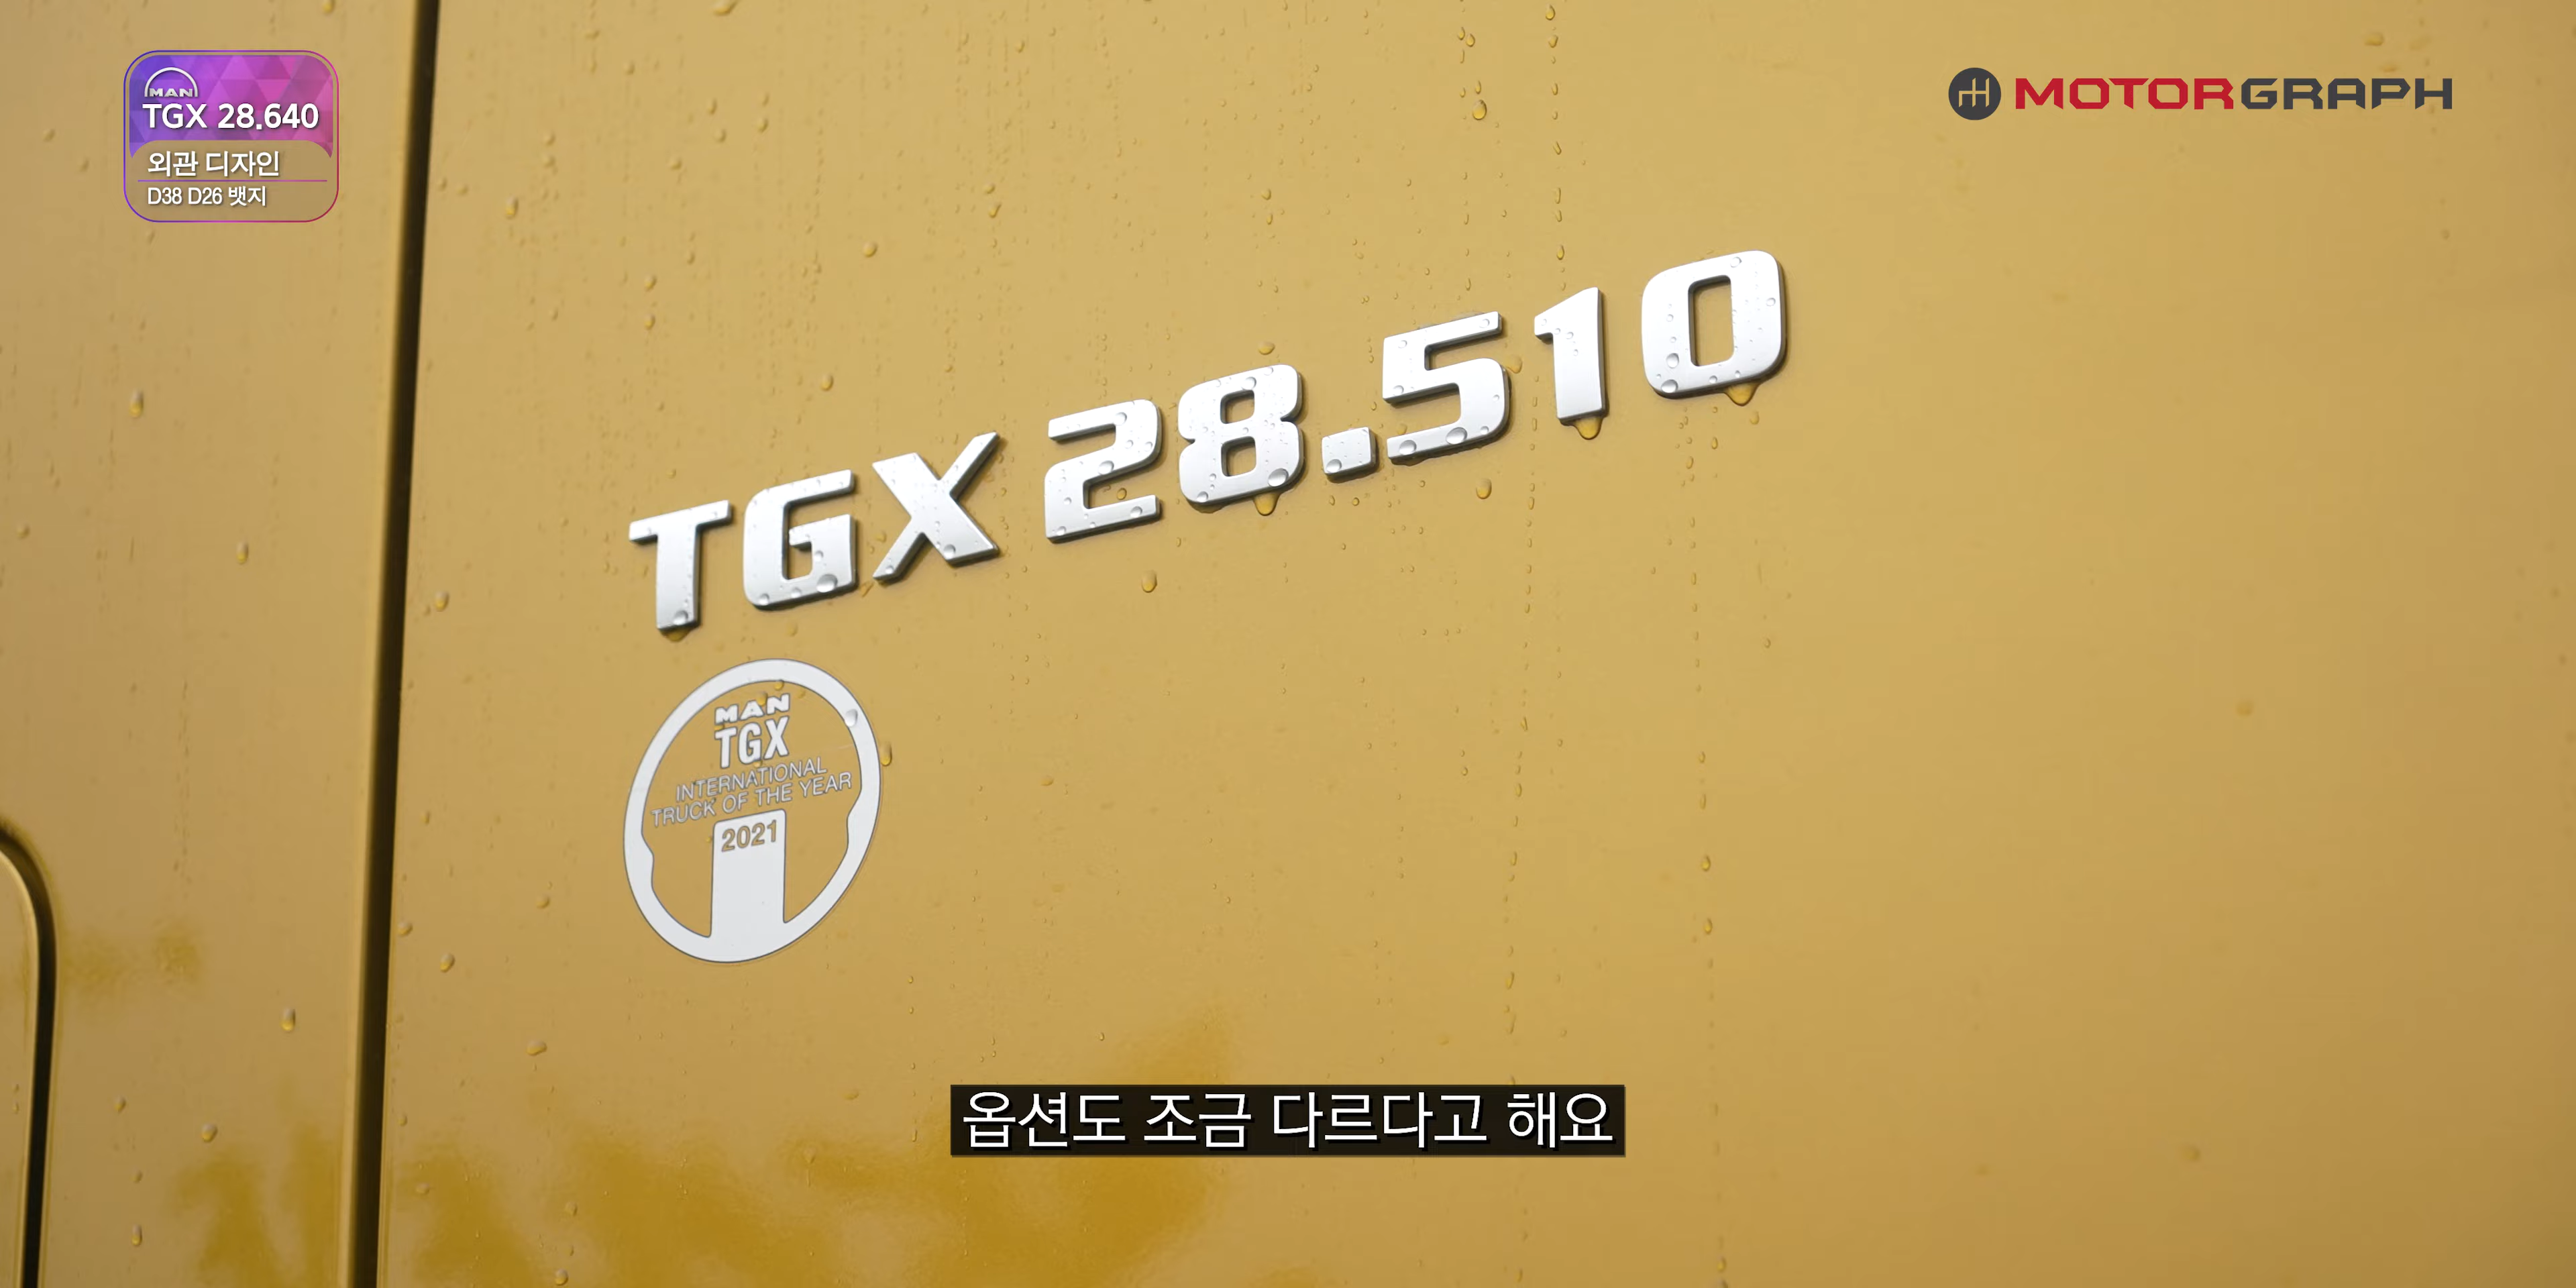 MAN
TGX 28.640
외관 디자인
D38 D26 뱃지
MOTORGRAPH
TGX 28.510
MAN
TGX
INTERNATIONAL
TRUCK OF THE YEAR
2021
옵션도 조금 다르다고 해요